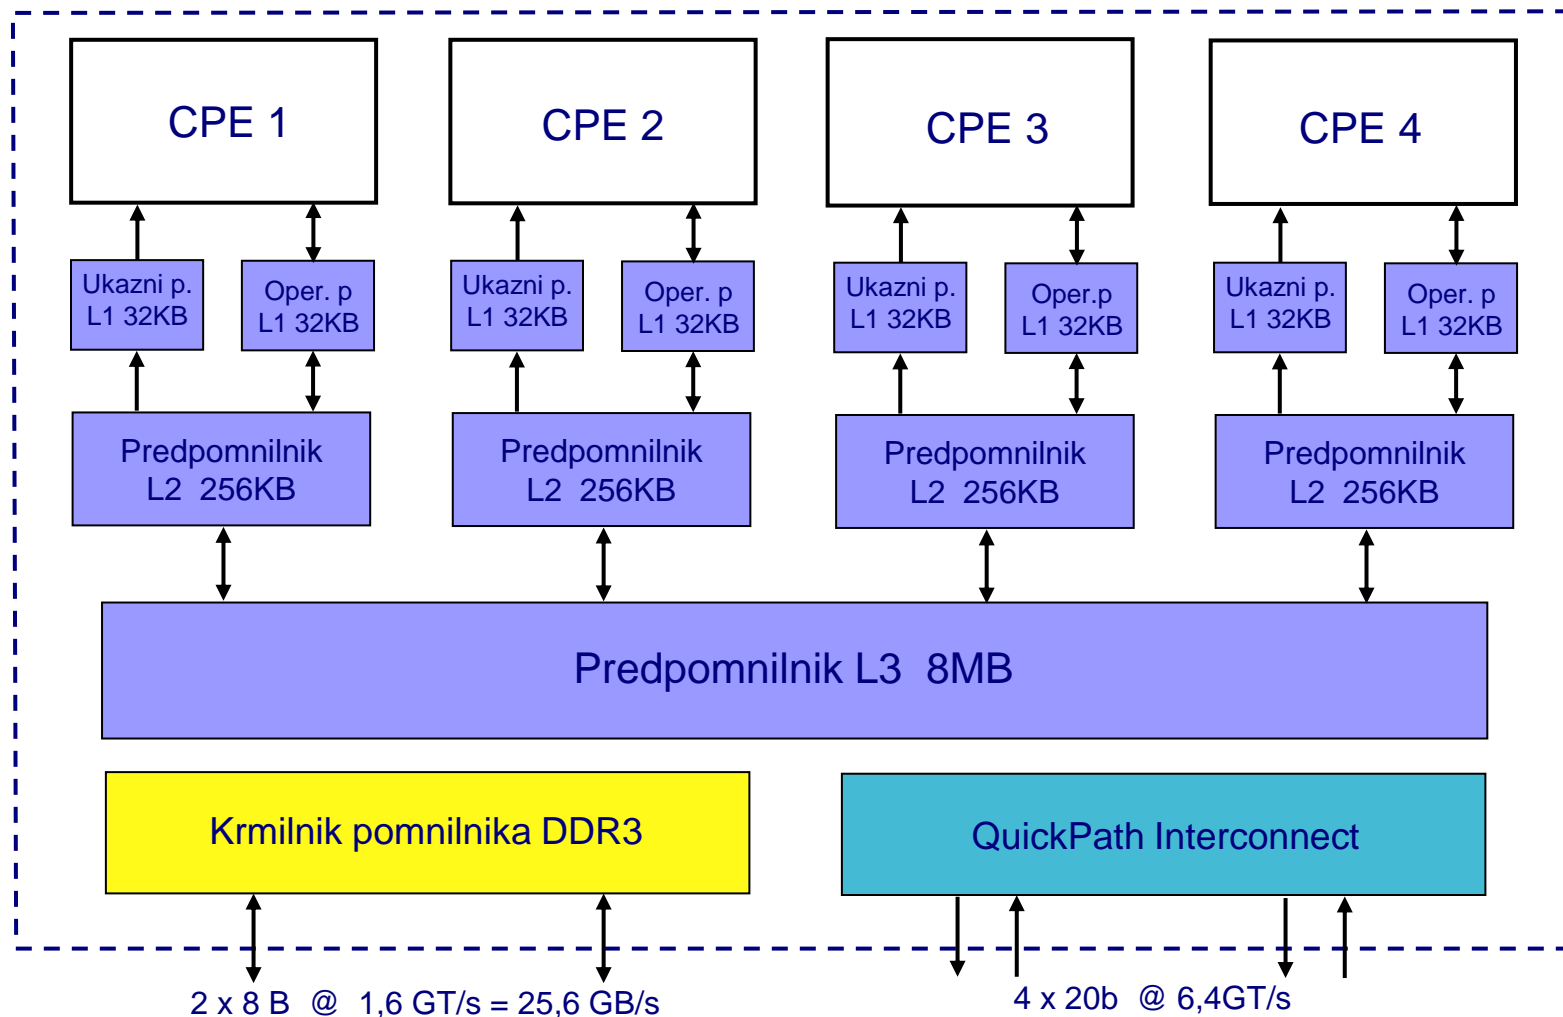 CPE 1
CPE 2
CPE 3
CPE 4
Ukazni p.
L1 32KB
Oper. p
L1 32KB
Ukazni p.
L1 32KB
Oper. p
L1 32KB
Ukazni p.
L1 32KB
Oper.p
L1 32KB
Ukazni p.
L1 32KB
Oper. p
L1 32KB
Predpomnilnik
L2 256KB
Predpomnilnik
L2 256KB
Predpomnilnik
L2 256KB
Predpomnilnik
L2 256KB
Predpomnilnik L3 8MB
Krmilnik pomnilnika DDR3
QuickPath Interconnect
2 x 8 B @ 1,6 GT/s = 25,6 GB/s
4 x 20b @ 6,4GT/s